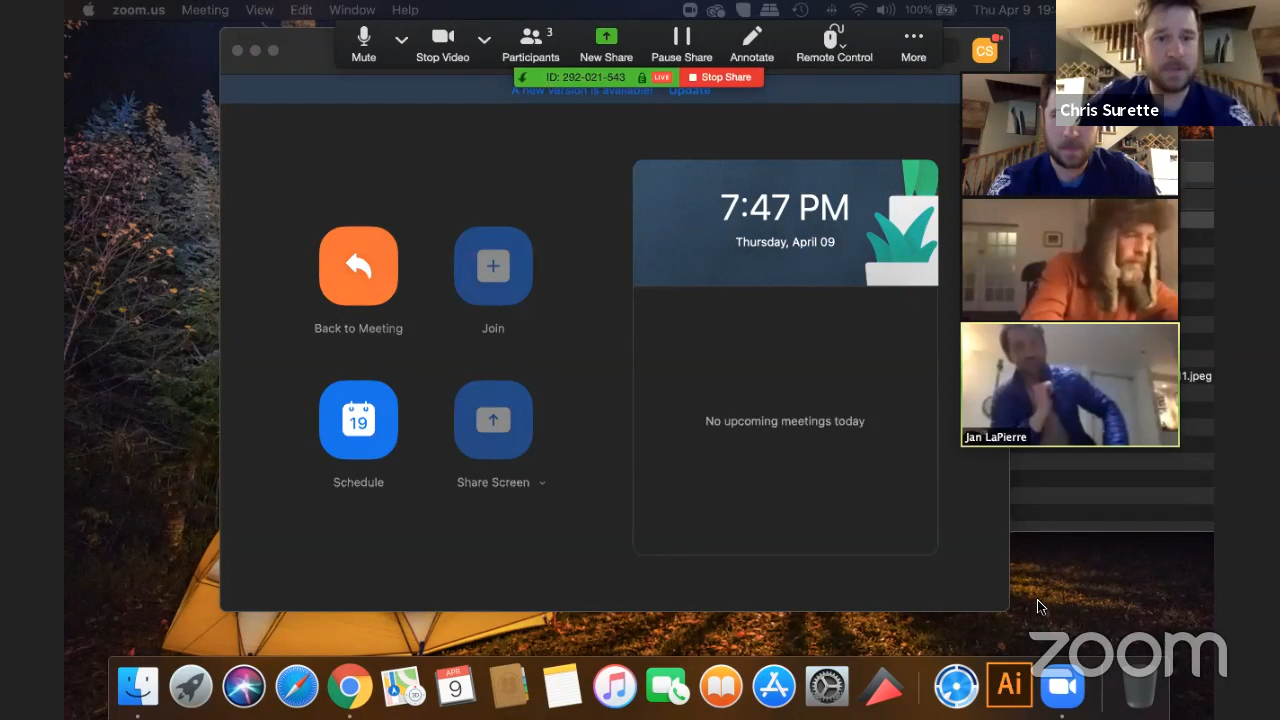 zoom.us Meeting View Edit Window Help 100% Thu Apr 9 19:
Mute Stop Video Participants 3 New Share Pause Share Annotate Remote Control More
CS
ID: 292-021-543 LIVE Stop Share
A new version is available! Update
Chris Surette
7:47 PM
Thursday, April 09
Back to Meeting
Join
19
Schedule
Share Screen
No upcoming meetings today
1.jpeg
Jan LaPierre
zoom
APR
9
3D
Ai